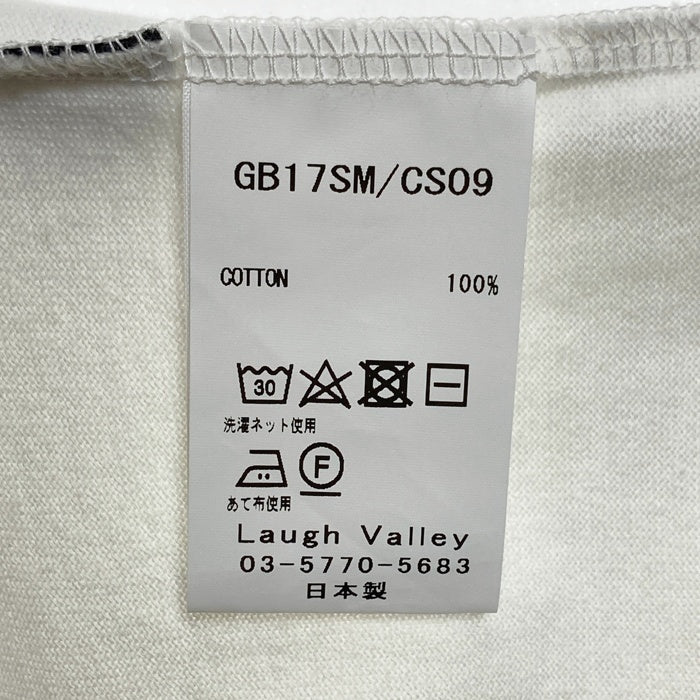 GB17SM/CS09
COTTON 100%
30
洗濯ネット使用
F
あて布使用
Laugh Valley
03-5770-5683
日本製